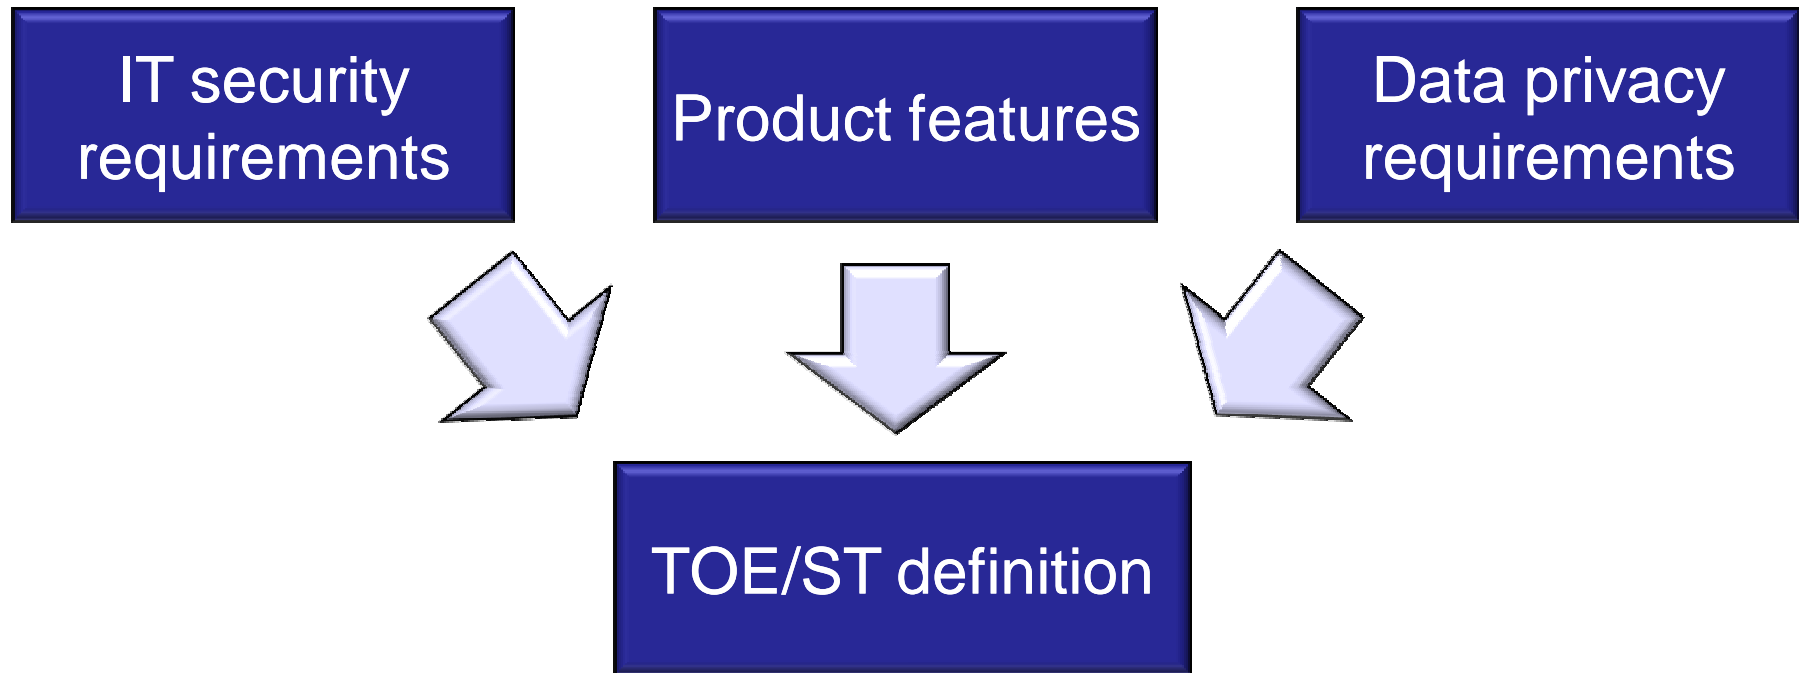 IT security
requirements
Product features
Data privacy
requirements
TOE/ST definition